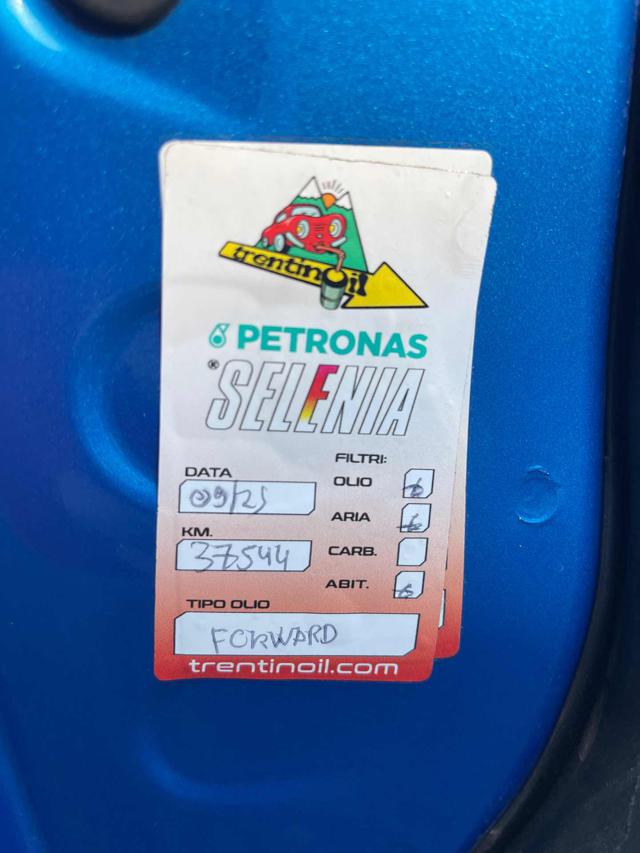 trentinoil
PETRONAS
® SELENIA
FILTRI:
DATA
OLIO
09/25
ARIA
KM.
37544
CARB.
ABIT.
TIPO OLIO
FORWARD
trentinoil.com